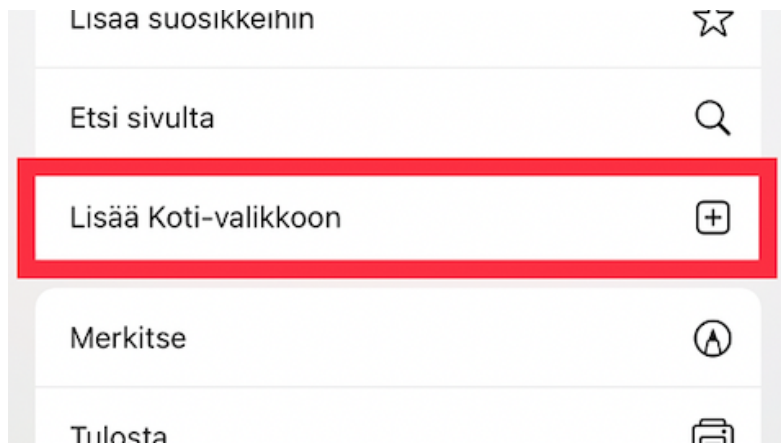 Lisää suosikkeihin
Etsi sivulta
Lisää Koti-valikkoon
Merkitse
Tulosta